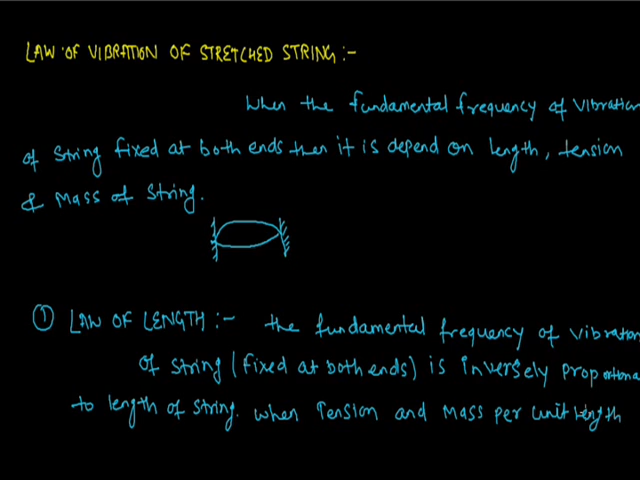 LAW OF VIBRATION OF STRETCHED STRING :-
When the fundamental frequency of vibration
of string fixed at both ends then it is depend on length, tension
& Mass of string.
① LAW OF LENGTH :- the fundamental frequency of vibration
of string (fixed at both ends) is inversely proportional
to length of string. when Tension and Mass per unit length